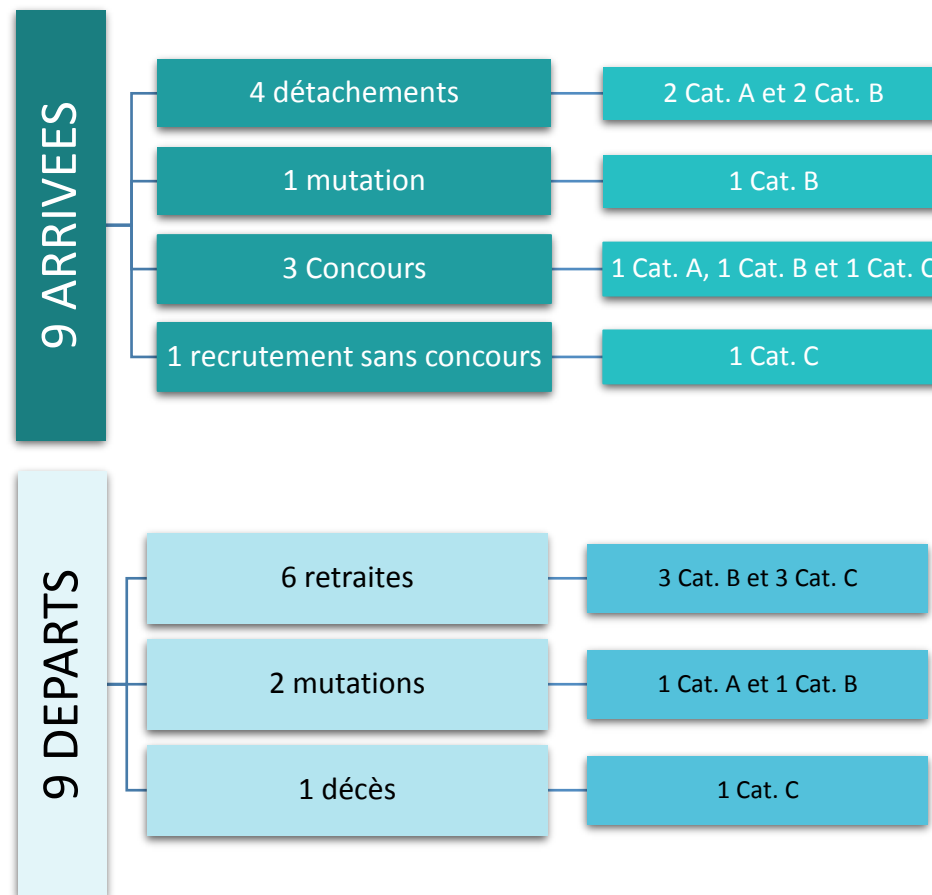 9 ARRIVEES
4 détachements
2 Cat. A et 2 Cat. B
1 mutation
1 Cat. B
3 Concours
1 Cat. A, 1 Cat. B et 1 Cat. C
1 recrutement sans concours
1 Cat. C
9 DEPARTS
6 retraites
3 Cat. B et 3 Cat. C
2 mutations
1 Cat. A et 1 Cat. B
1 décès
1 Cat. C